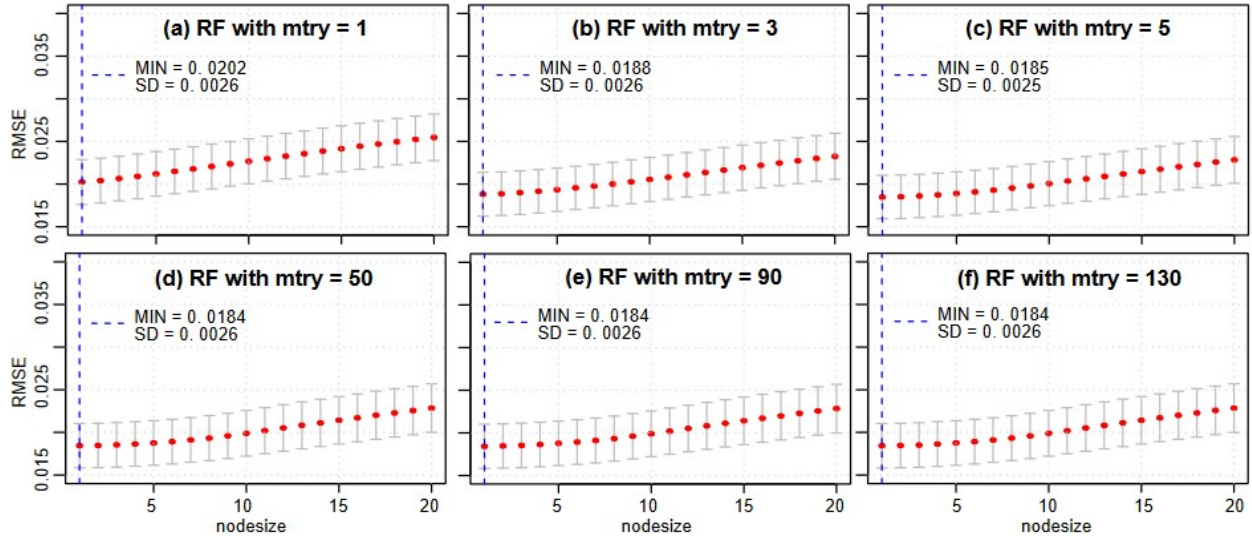 (a) RF with mtry = 1
MIN = 0.0202
SD = 0.0026
(b) RF with mtry = 3
MIN = 0.0188
SD = 0.0026
(c) RF with mtry = 5
MIN = 0.0185
SD = 0.0025
RMSE
0.035
0.025
0.015
(d) RF with mtry = 50
MIN = 0.0184
SD = 0.0026
(e) RF with mtry = 90
MIN = 0.0184
SD = 0.0026
(f) RF with mtry = 130
MIN = 0.0184
SD = 0.0026
RMSE
0.035
0.025
0.015
5 10 15 20
5 10 15 20
5 10 15 20
nodesize
nodesize
nodesize